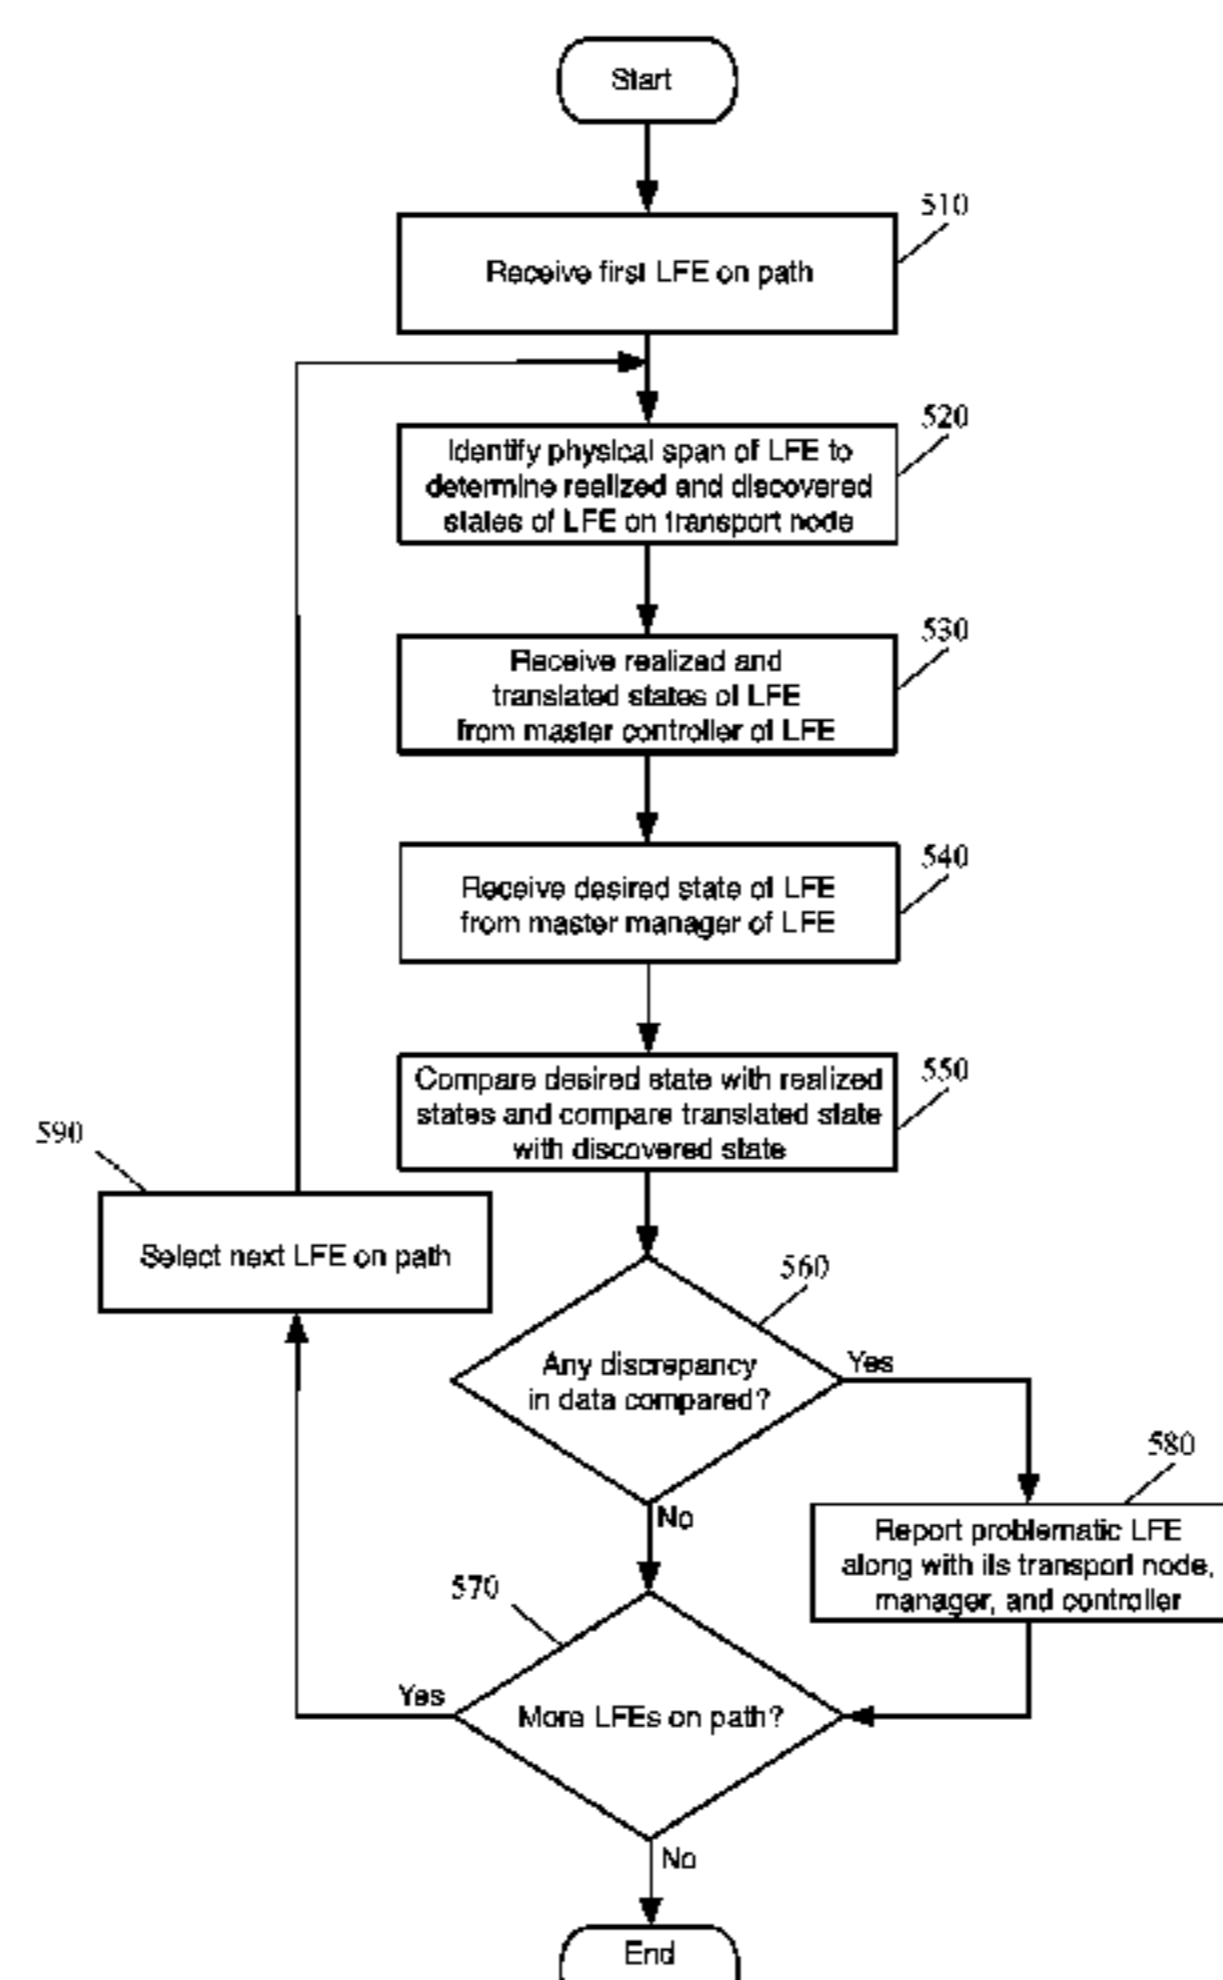 Start
510
Receive first LFE on path
520
Identify physical span of LFE to
determine realized and discovered
states of LFE on transport node
530
Receive realized and
translated states of LFE
from master controller of LFE
540
Receive desired state of LFE
from master manager of LFE
550
Compare desired state with realized
states and compare translated state
with discovered state
590
Select next LFE on path
560
Any discrepancy
in data compared?
Yes
No
580
Report problematic LFE
along with its transport node,
manager, and controller
570
More LFEs on path?
Yes
No
End